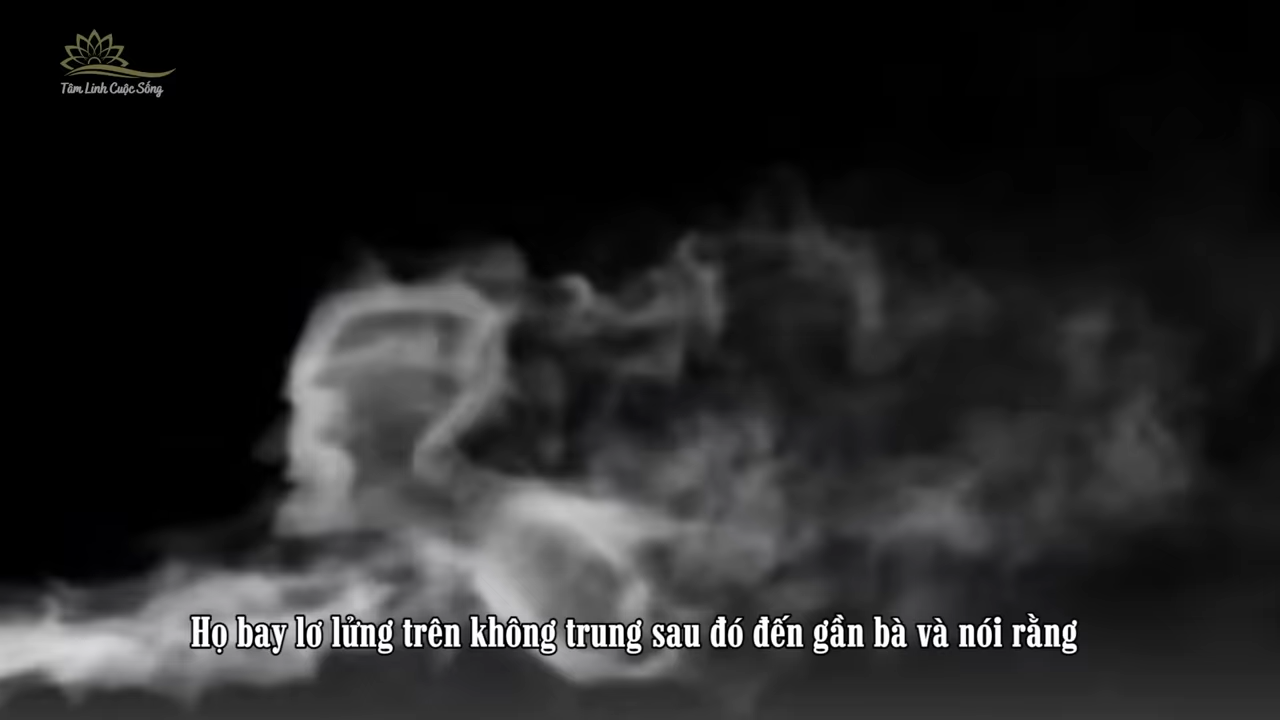 Tâm Linh Cuộc Sống
Họ bay lơ lửng trên không trung sau đó đến gần bà và nói rằng